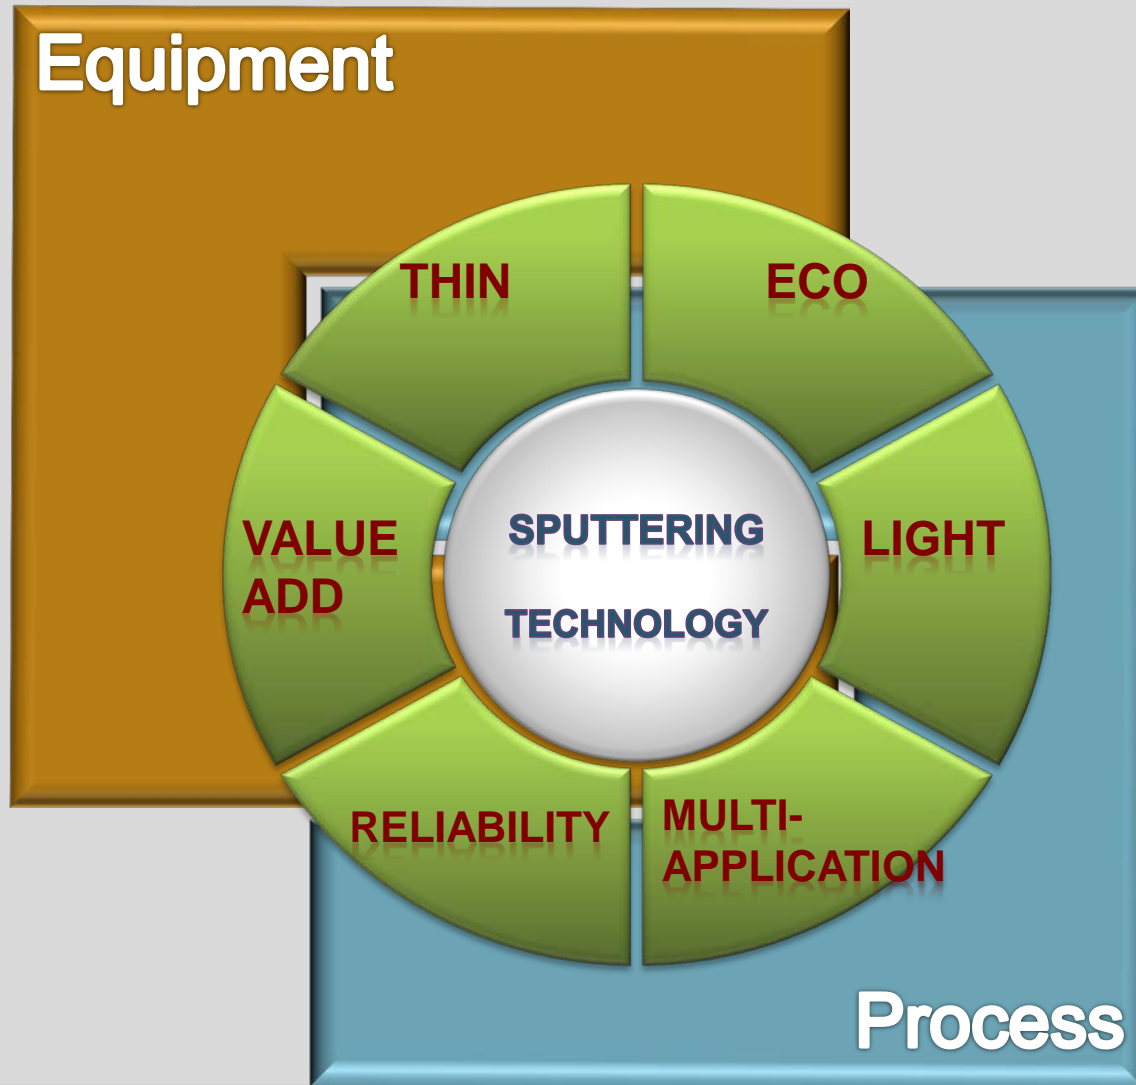 Equipment
THIN
ECO
VALUE
ADD
SPUTTERING
TECHNOLOGY
LIGHT
RELIABILITY
MULTI-
APPLICATION
Process